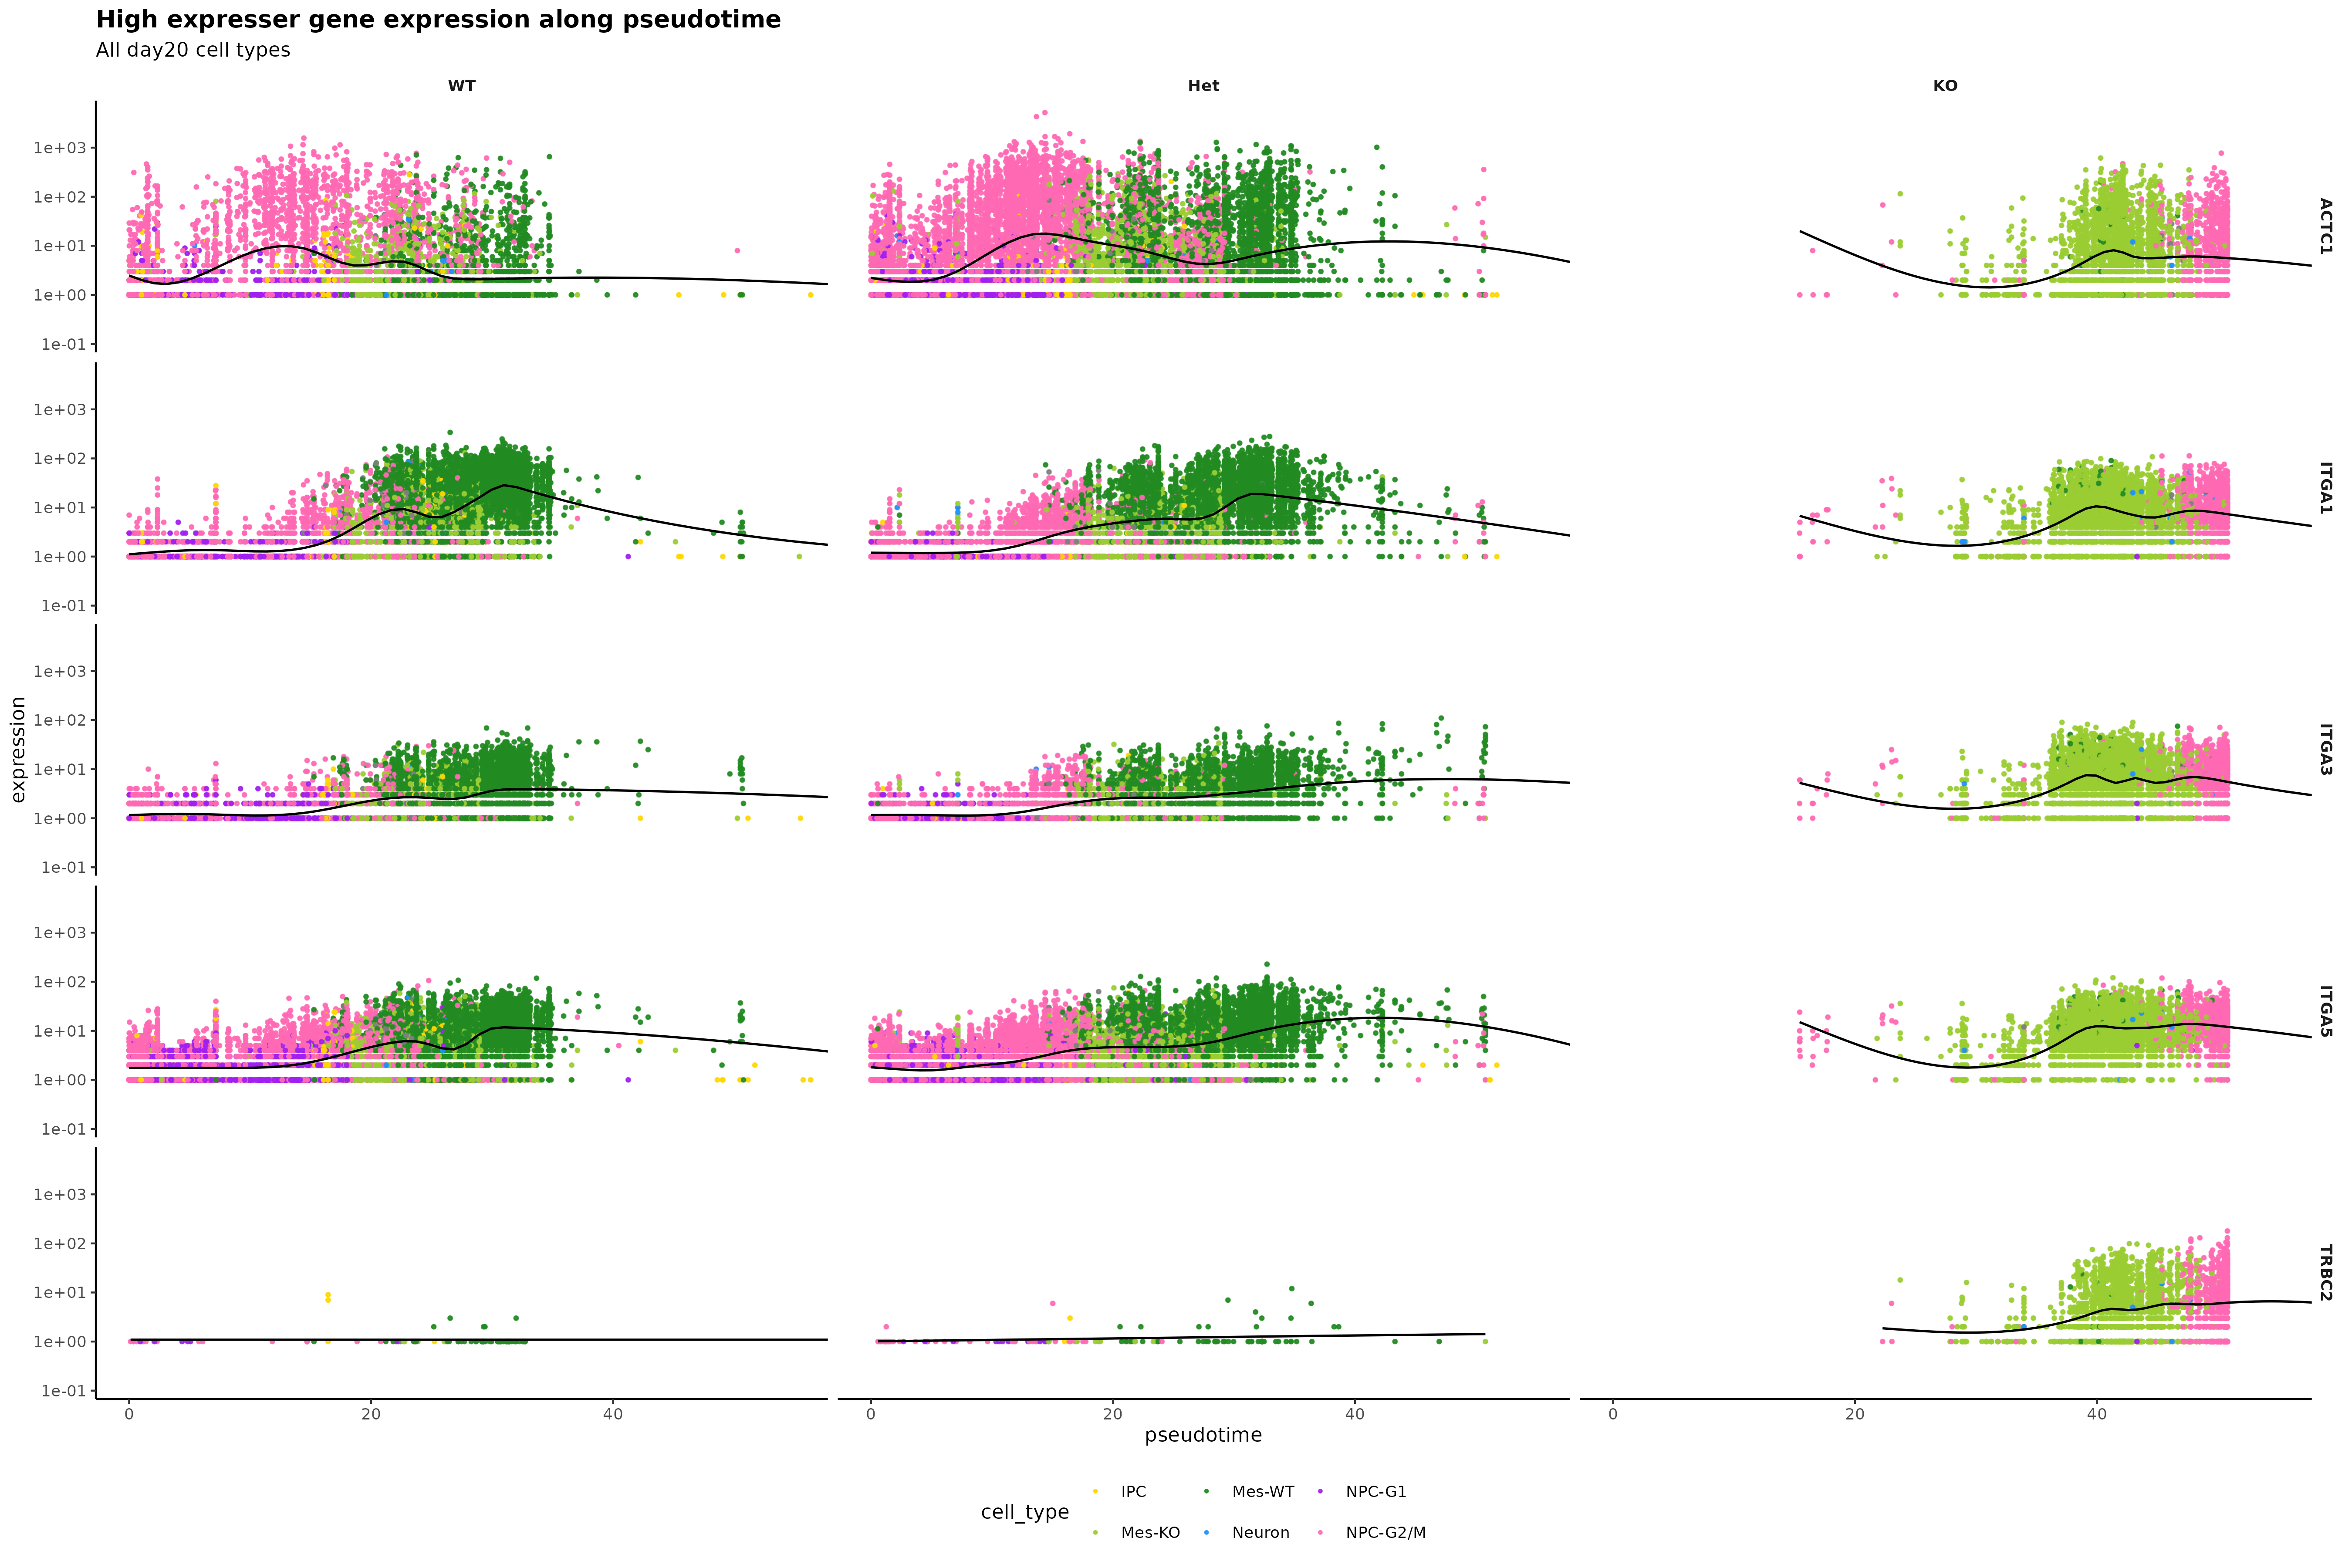 High expresser gene expression along pseudotime
All day20 cell types
WT Het KO
1e+03
1e+02
1e+01
1e+00
1e-01
ACTC1
1e+03
1e+02
1e+01
1e+00
1e-01
ITGA1
1e+03
1e+02
1e+01
1e+00
1e-01
ITGA3
expression
1e+03
1e+02
1e+01
1e+00
1e-01
ITGA5
1e+03
1e+02
1e+01
1e+00
1e-01
TRBC2
0 20 40 0 20 40 0 20 40
pseudotime
cell_type
IPC Mes-WT NPC-G1
Mes-KO Neuron NPC-G2/M